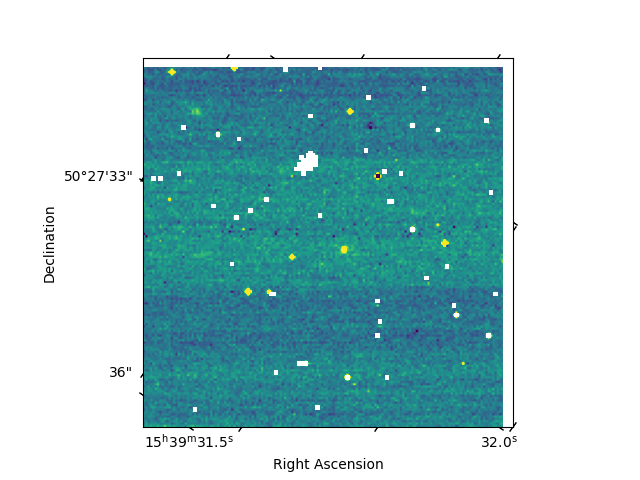 50°27'33"
Declination
36"
15ʰ39ᵐ31.5ˢ
32.0ˢ
Right Ascension